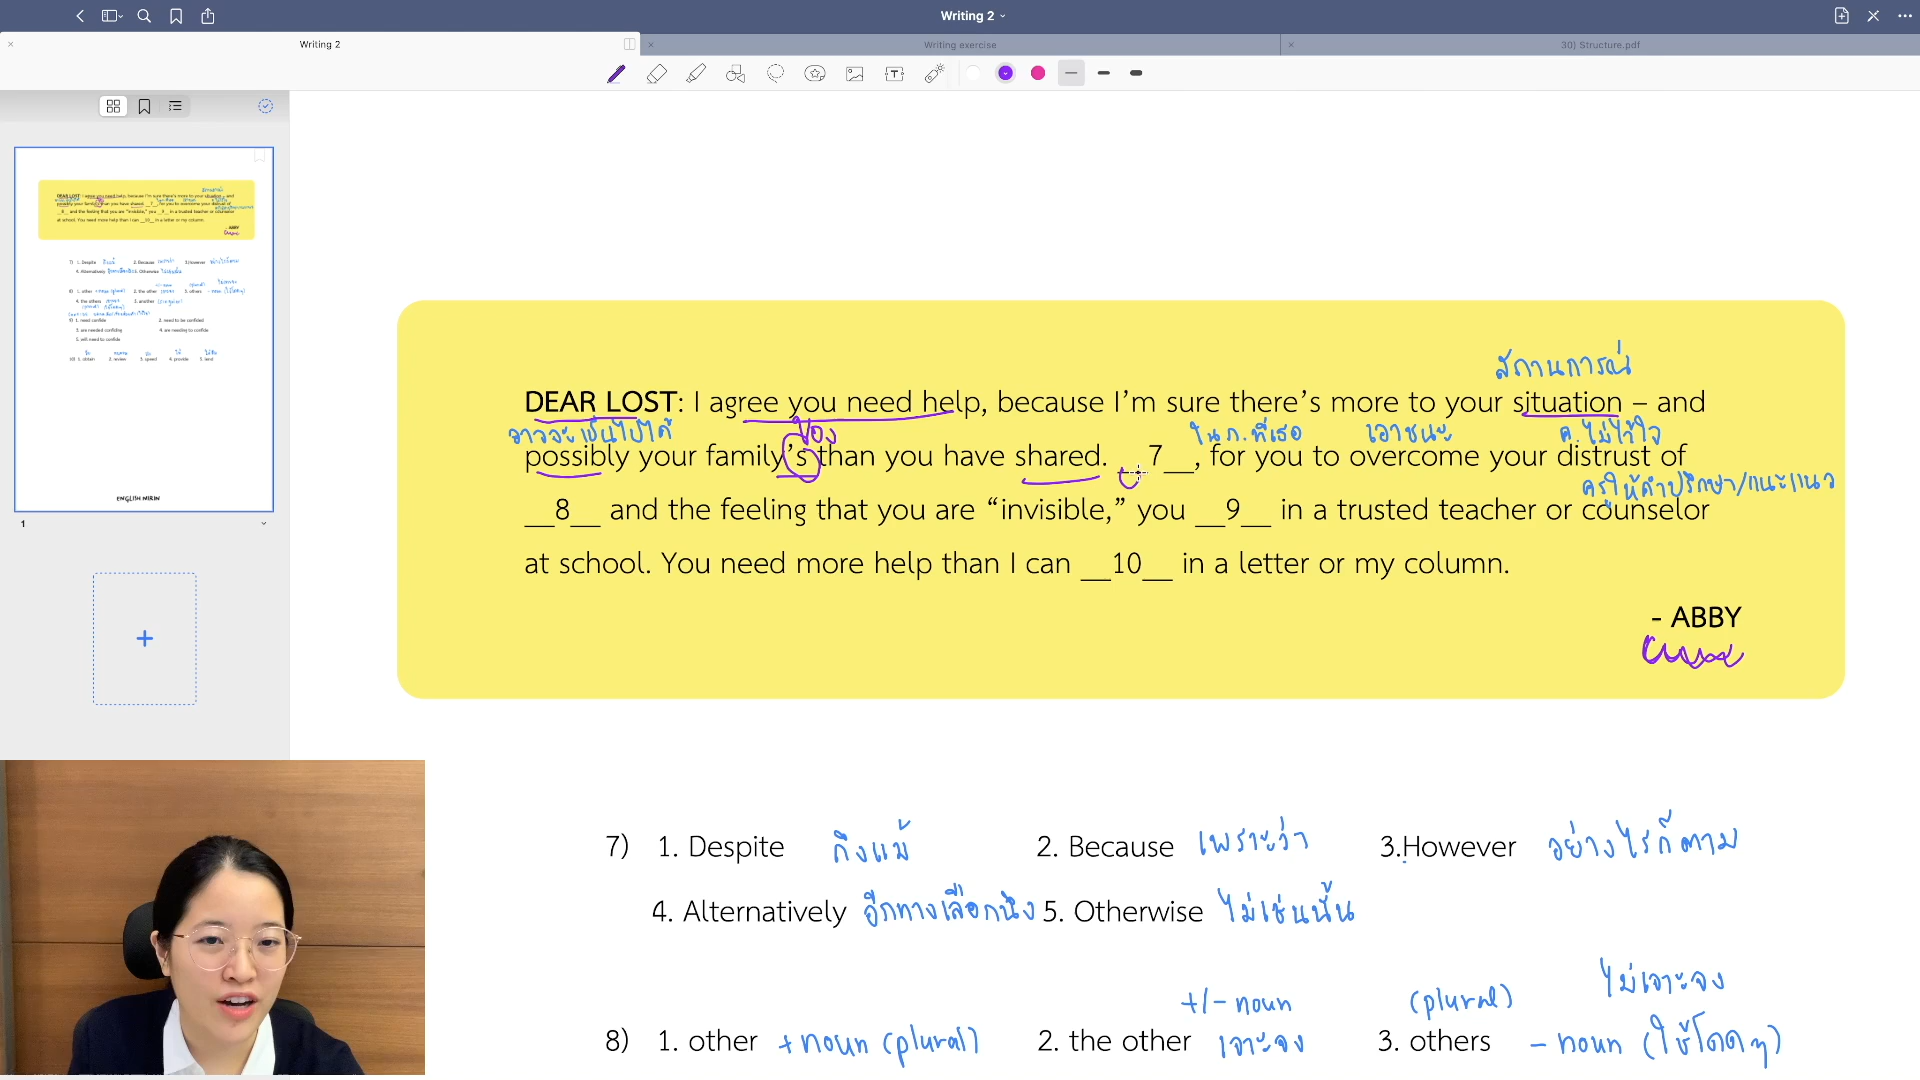 Writing 2
Writing 2
Writing exercise
30) Structure.pdf
สถานการณ์
DEAR LOST: I agree you need help, because I'm sure there's more to your situation – and
อาจจะเป็นไปได้ ของ ใน ภ. ที่เธอ เอาชนะ ค. ไม่ไว้ใจ
possibly your family's than you have shared. __7__, for you to overcome your distrust of
ครูให้คำปรึกษา/แนะแนว
__8__ and the feeling that you are “invisible,” you __9__ in a trusted teacher or counselor
at school. You need more help than I can __10__ in a letter or my column.
- ABBY
7) 1. Despite ถึงแม้ 2. Because เพราะว่า 3.However อย่างไรก็ตาม
4. Alternatively อีกทางเลือกนึง 5. Otherwise ไม่เช่นนั้น
+/- noun (plural) ไม่เจาะจง
8) 1. other +noun (plural) 2. the other เจาะจง 3. others - noun (ใช้โดดๆ)
ENGLISH NIRIN
1